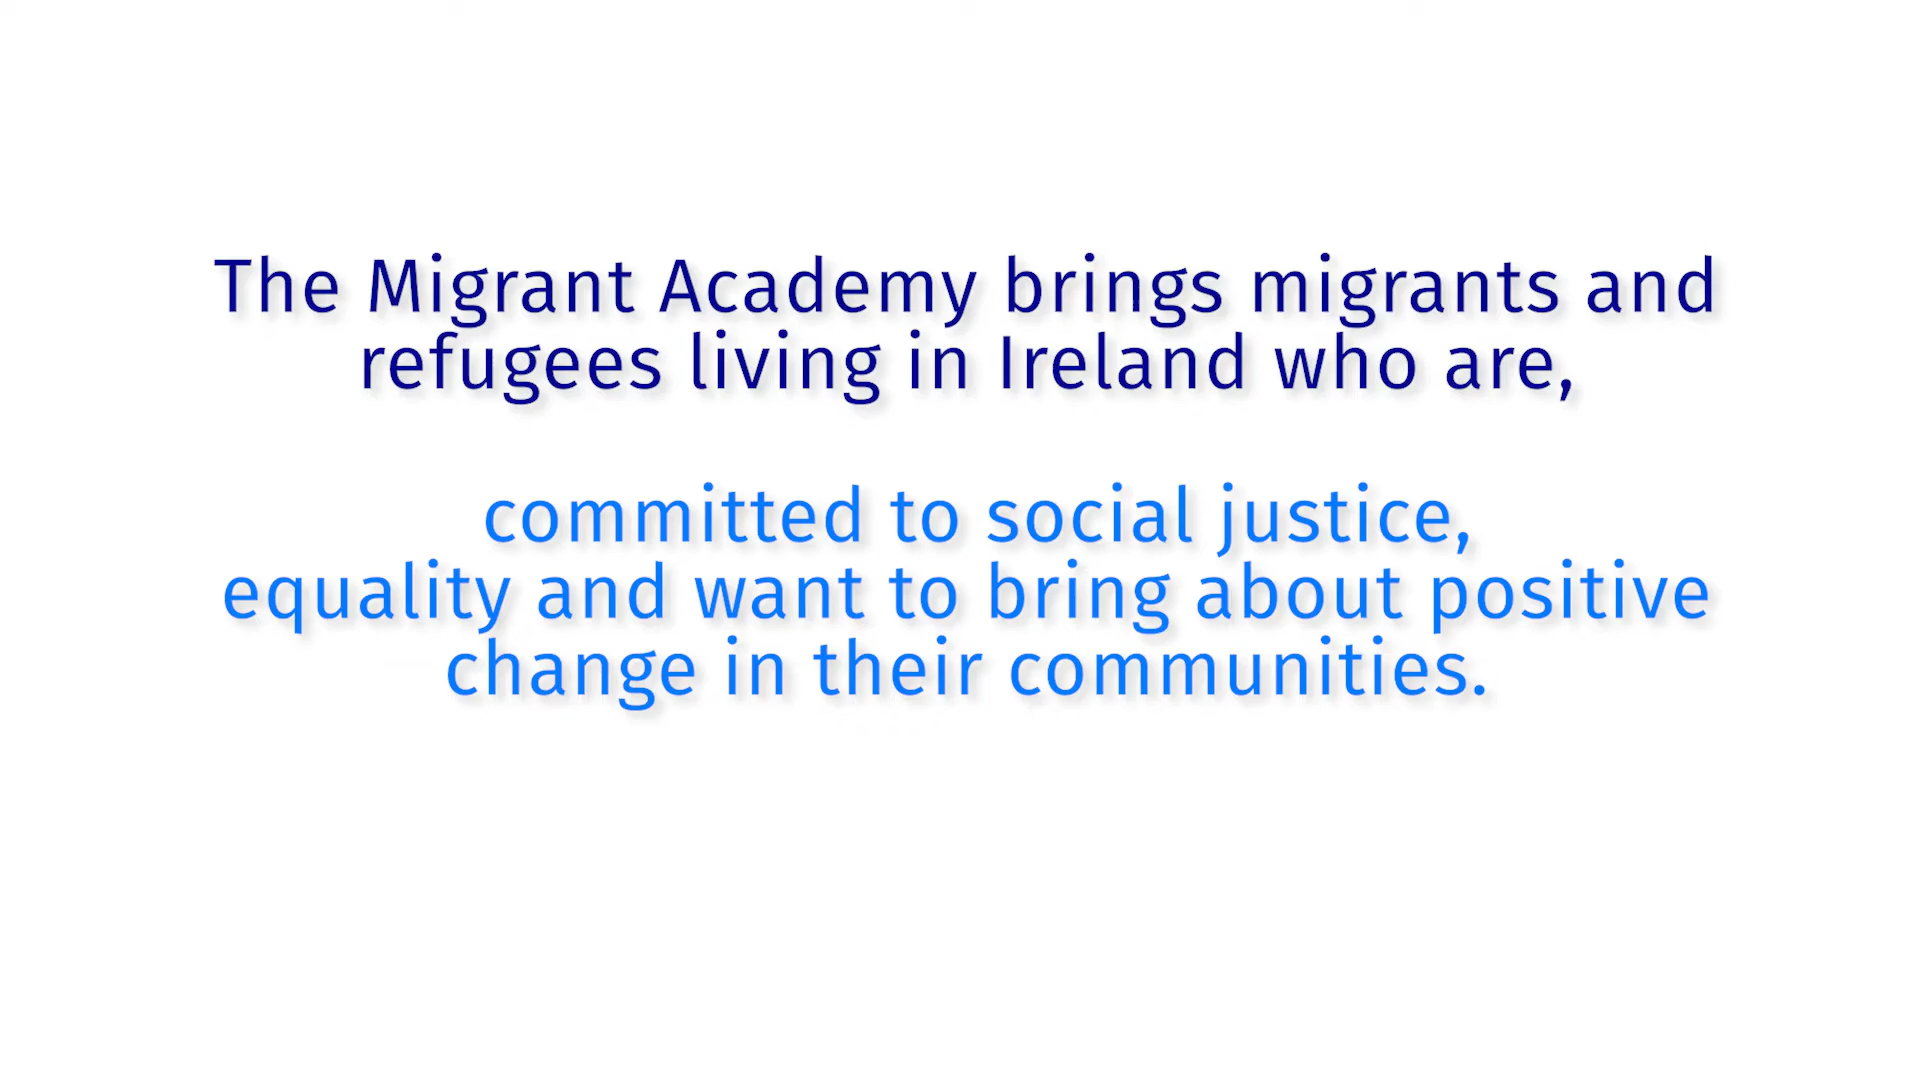 The Migrant Academy brings migrants and
refugees living in Ireland who are,
committed to social justice,
equality and want to bring about positive
change in their communities.